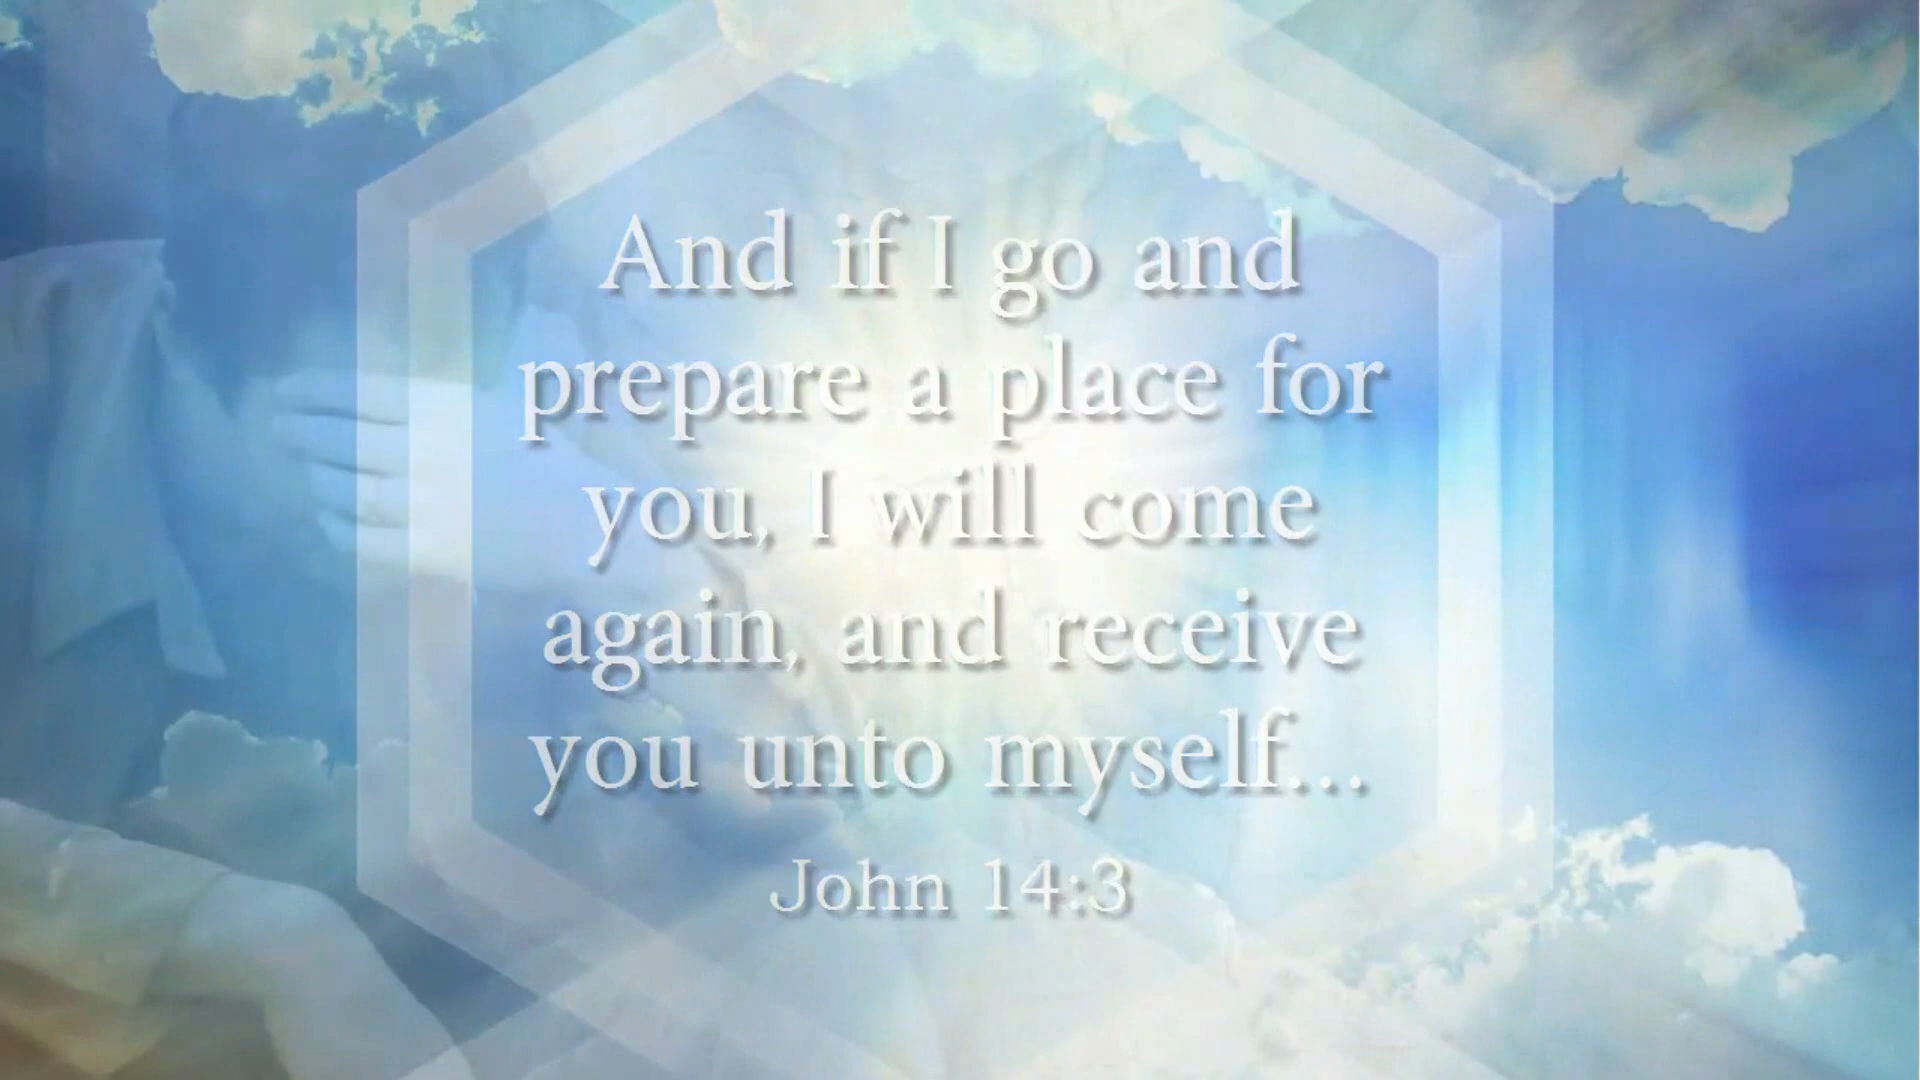 And if I go and
prepare a place for
you, I will come
again, and receive
you unto myself...
John 14:3